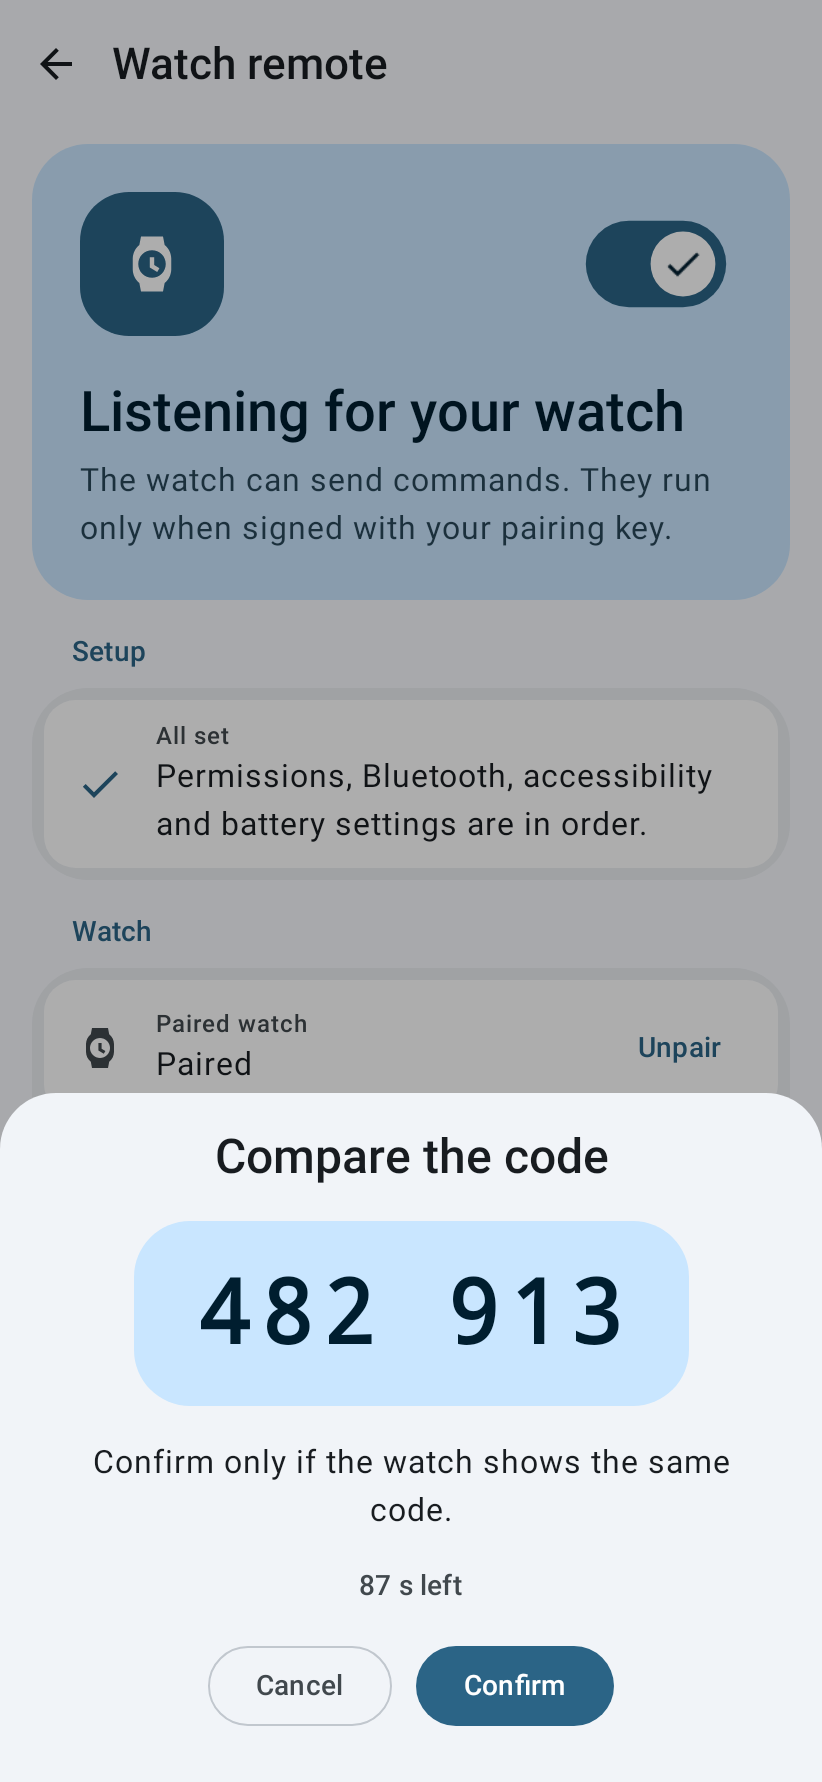 Watch remote
Listening for your watch
The watch can send commands. They run
only when signed with your pairing key.
Setup
All set
Permissions, Bluetooth, accessibility
and battery settings are in order.
Watch
Paired watch
Paired
Unpair
Compare the code
482 913
Confirm only if the watch shows the same
code.
87 s left
Cancel
Confirm